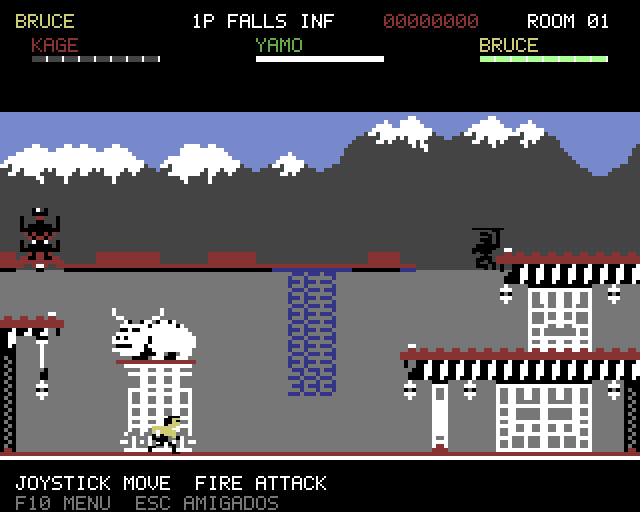 BRUCE 1P FALLS INF 00000000 ROOM 01
KAGE YAMO BRUCE
JOYSTICK MOVE FIRE ATTACK
F10 MENU ESC AMIGADOS